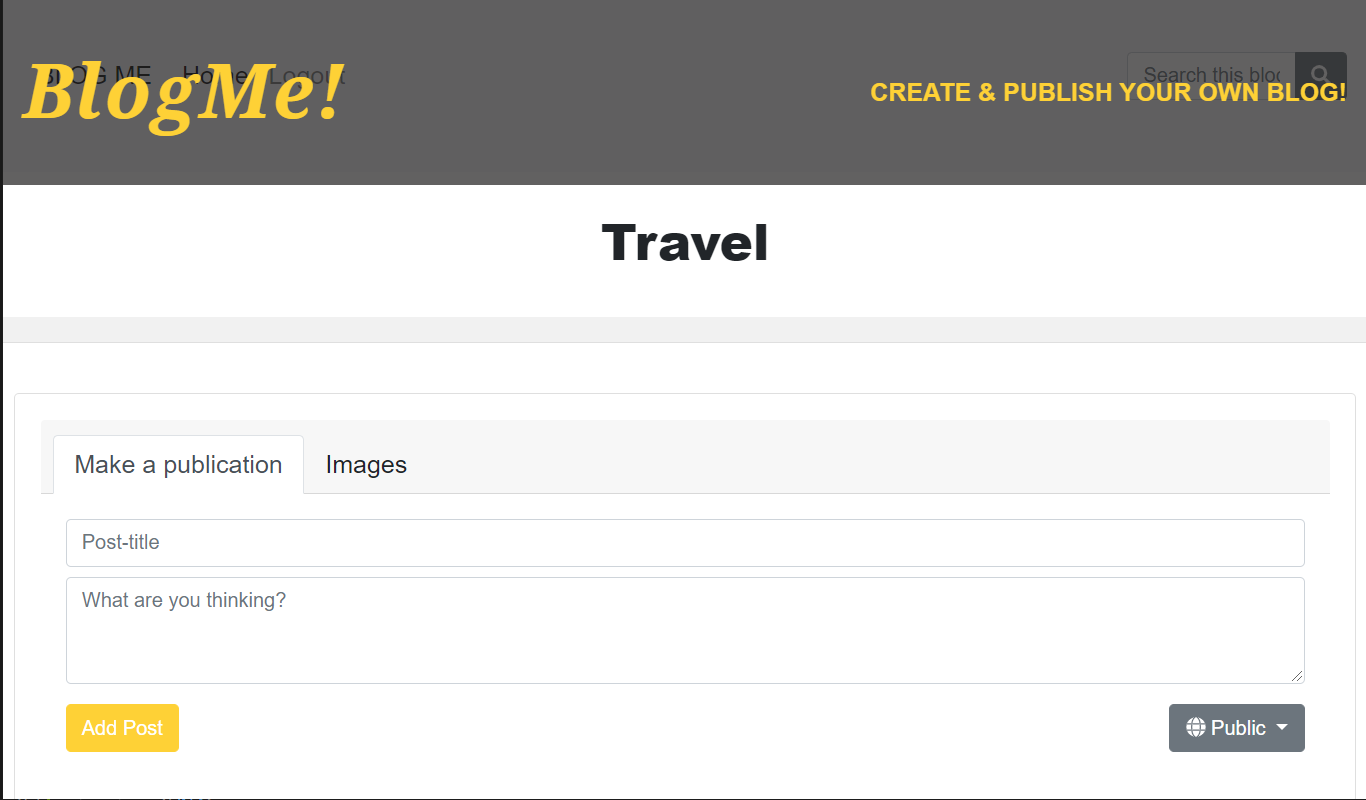 BLOG ME Home Logout
Search this bloc
BlogMe!
CREATE & PUBLISH YOUR OWN BLOG!
Travel
Make a publication
Images
Post-title
What are you thinking?
Add Post
Public